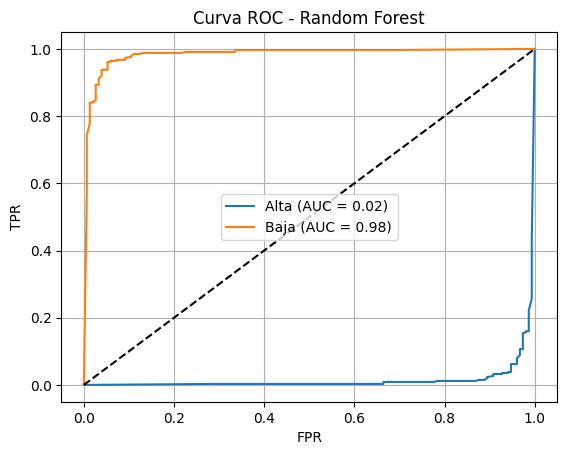 Curva ROC - Random Forest
TPR
1.0
0.8
0.6
0.4
0.2
0.0
Alta (AUC = 0.02)
Baja (AUC = 0.98)
0.0 0.2 0.4 0.6 0.8 1.0
FPR